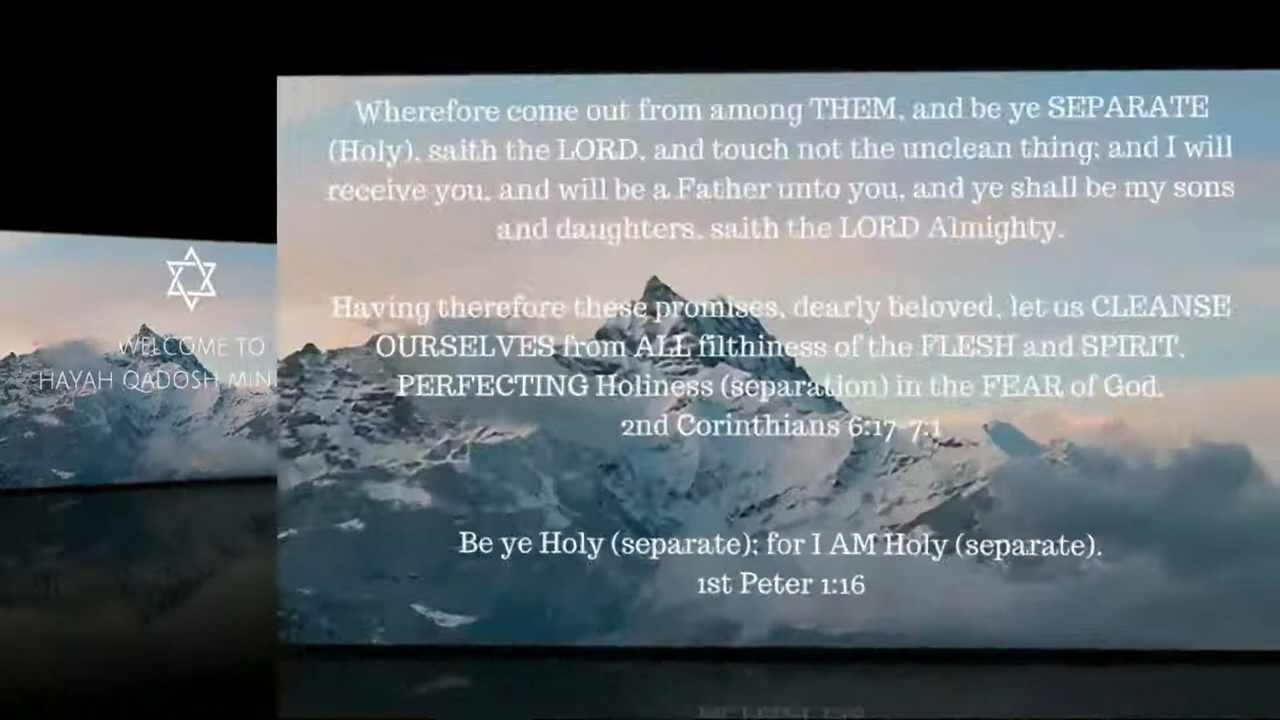 WELCOME TO
HAYAH QADOSH MIN
Wherefore come out from among THEM, and be ye SEPARATE
(Holy), saith the LORD, and touch not the unclean thing; and I will
receive you, and will be a Father unto you, and ye shall be my sons
and daughters, saith the LORD Almighty.
Having therefore these promises, dearly beloved, let us CLEANSE
OURSELVES from ALL filthiness of the FLESH and SPIRIT,
PERFECTING Holiness (separation) in the FEAR of God.
2nd Corinthians 6:17-7:1
Be ye Holy (separate); for I AM Holy (separate).
1st Peter 1:16